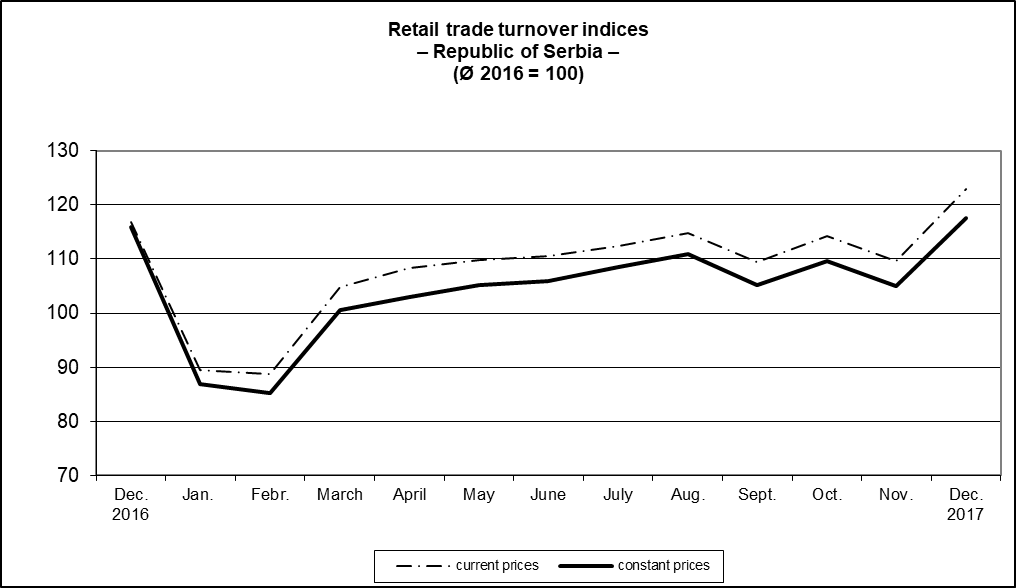 Retail trade turnover indices
– Republic of Serbia –
(Ø 2016 = 100)
130
120
110
100
90
80
70
Dec. 2016
Jan.
Febr.
March
April
May
June
July
Aug.
Sept.
Oct.
Nov.
Dec. 2017
current prices
constant prices